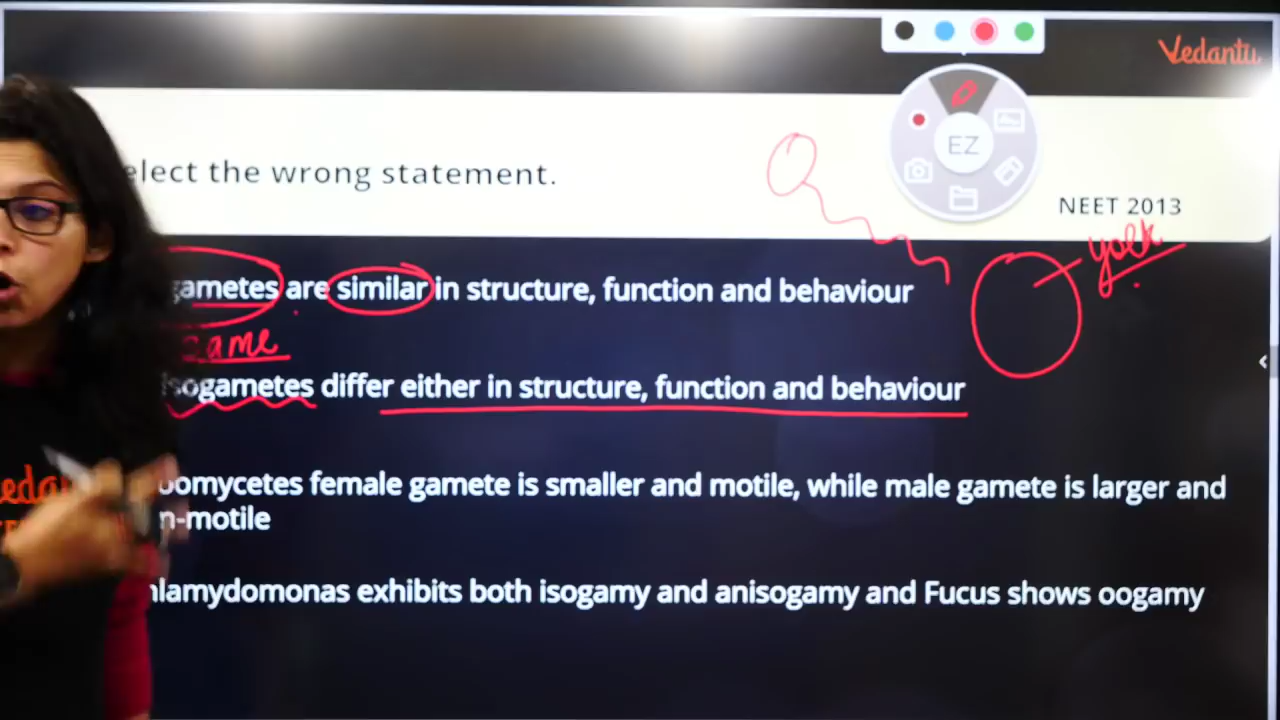 Vedantu
EZ
elect the wrong statement.
NEET 2013
yolk
gametes are similar in structure, function and behaviour
same
isogametes differ either in structure, function and behaviour
oomycetes female gamete is smaller and motile, while male gamete is larger and
n-motile
hlamydomonas exhibits both isogamy and anisogamy and Fucus shows oogamy